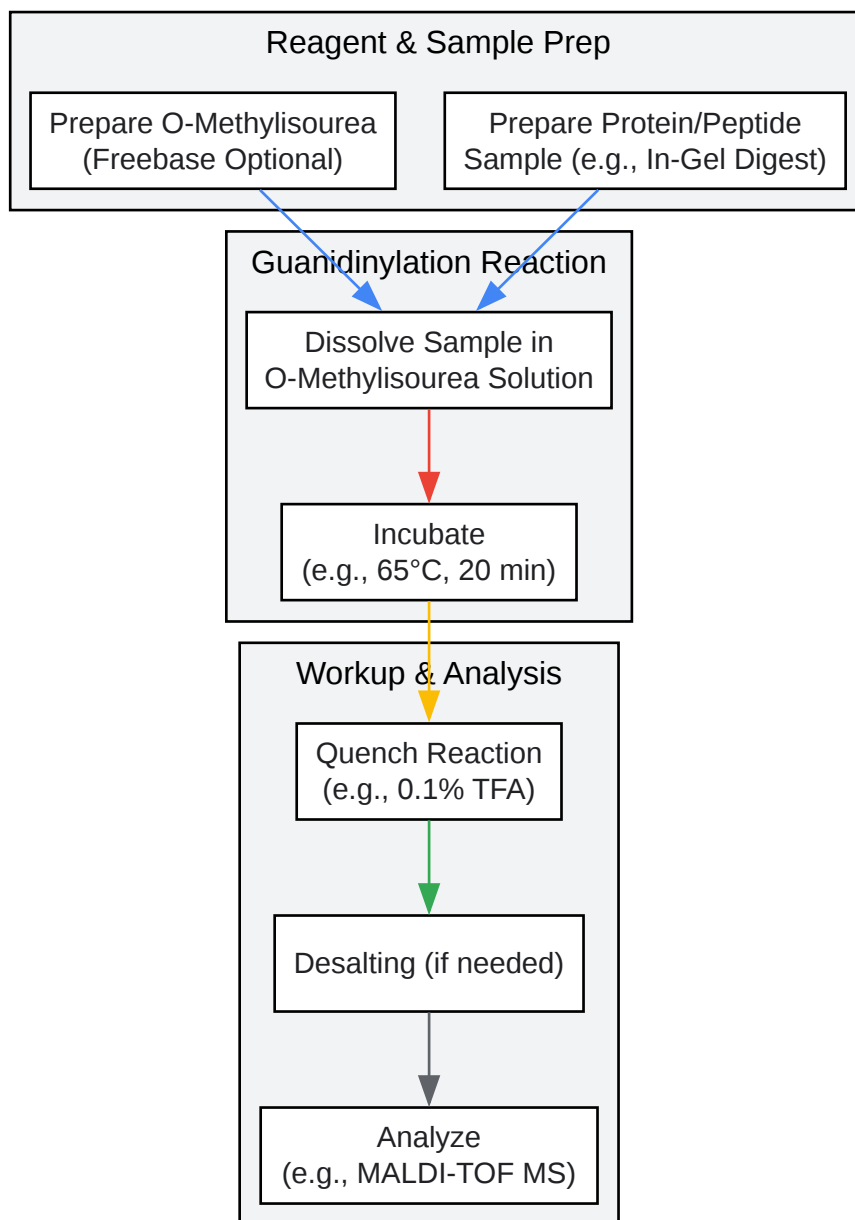 Reagent & Sample Prep
Prepare O-Methylisourea
(Freebase Optional)
Prepare Protein/Peptide
Sample (e.g., In-Gel Digest)
Guanidinylation Reaction
Dissolve Sample in
O-Methylisourea Solution
Incubate
(e.g., 65°C, 20 min)
Workup & Analysis
Quench Reaction
(e.g., 0.1% TFA)
Desalting (if needed)
Analyze
(e.g., MALDI-TOF MS)